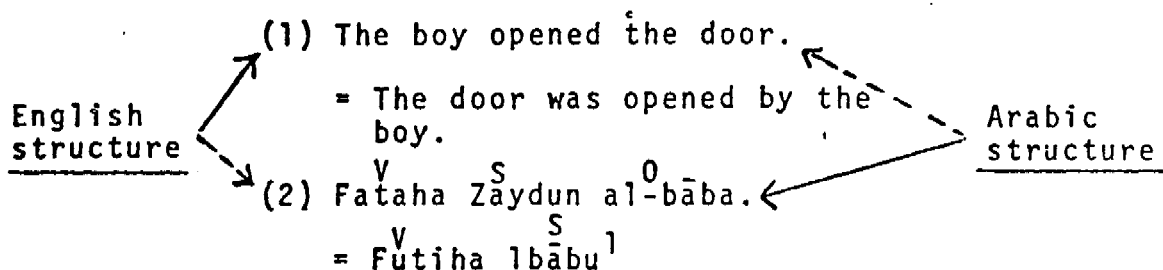 (1) The boy opened the door.
= The door was opened by the
boy.
English
structure
Arabic
structure
V S O
(2) Fataha Zaydun al-bāba.
V S
= Futiha lbābu¹